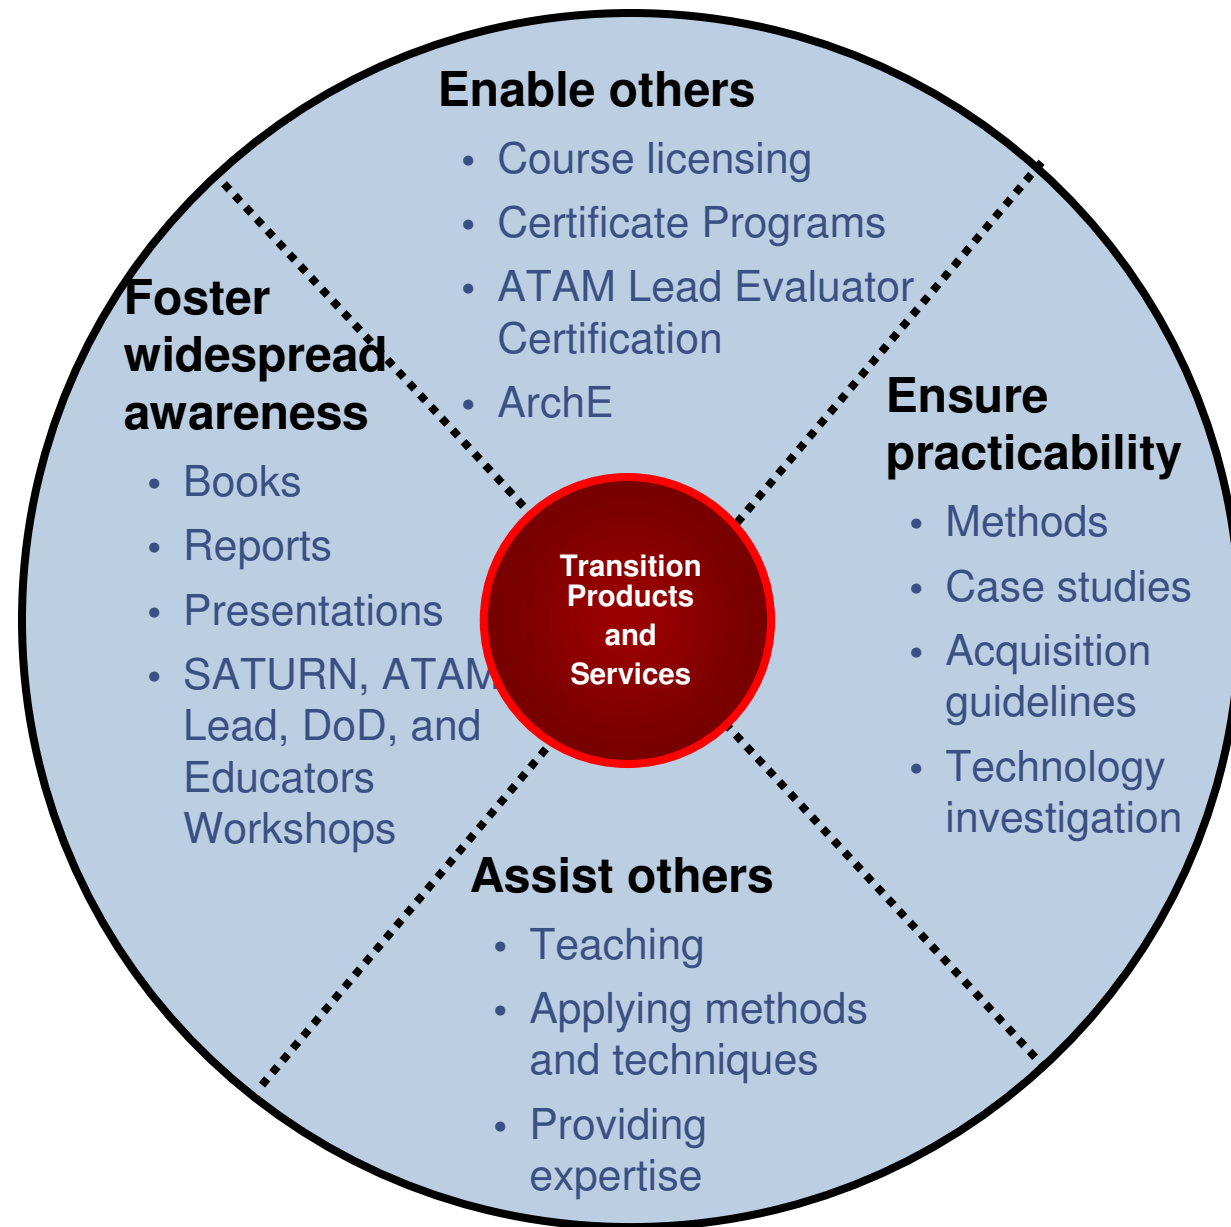 Enable others
• Course licensing
• Certificate Programs
• ATAM Lead Evaluator
Certification
• ArchE
Foster
widespread
awareness
• Books
• Reports
• Presentations
• SATURN, ATAM
Lead, DoD, and
Educators
Workshops
Transition
Products
and
Services
Ensure
practicability
• Methods
• Case studies
• Acquisition
guidelines
• Technology
investigation
Assist others
• Teaching
• Applying methods
and techniques
• Providing
expertise